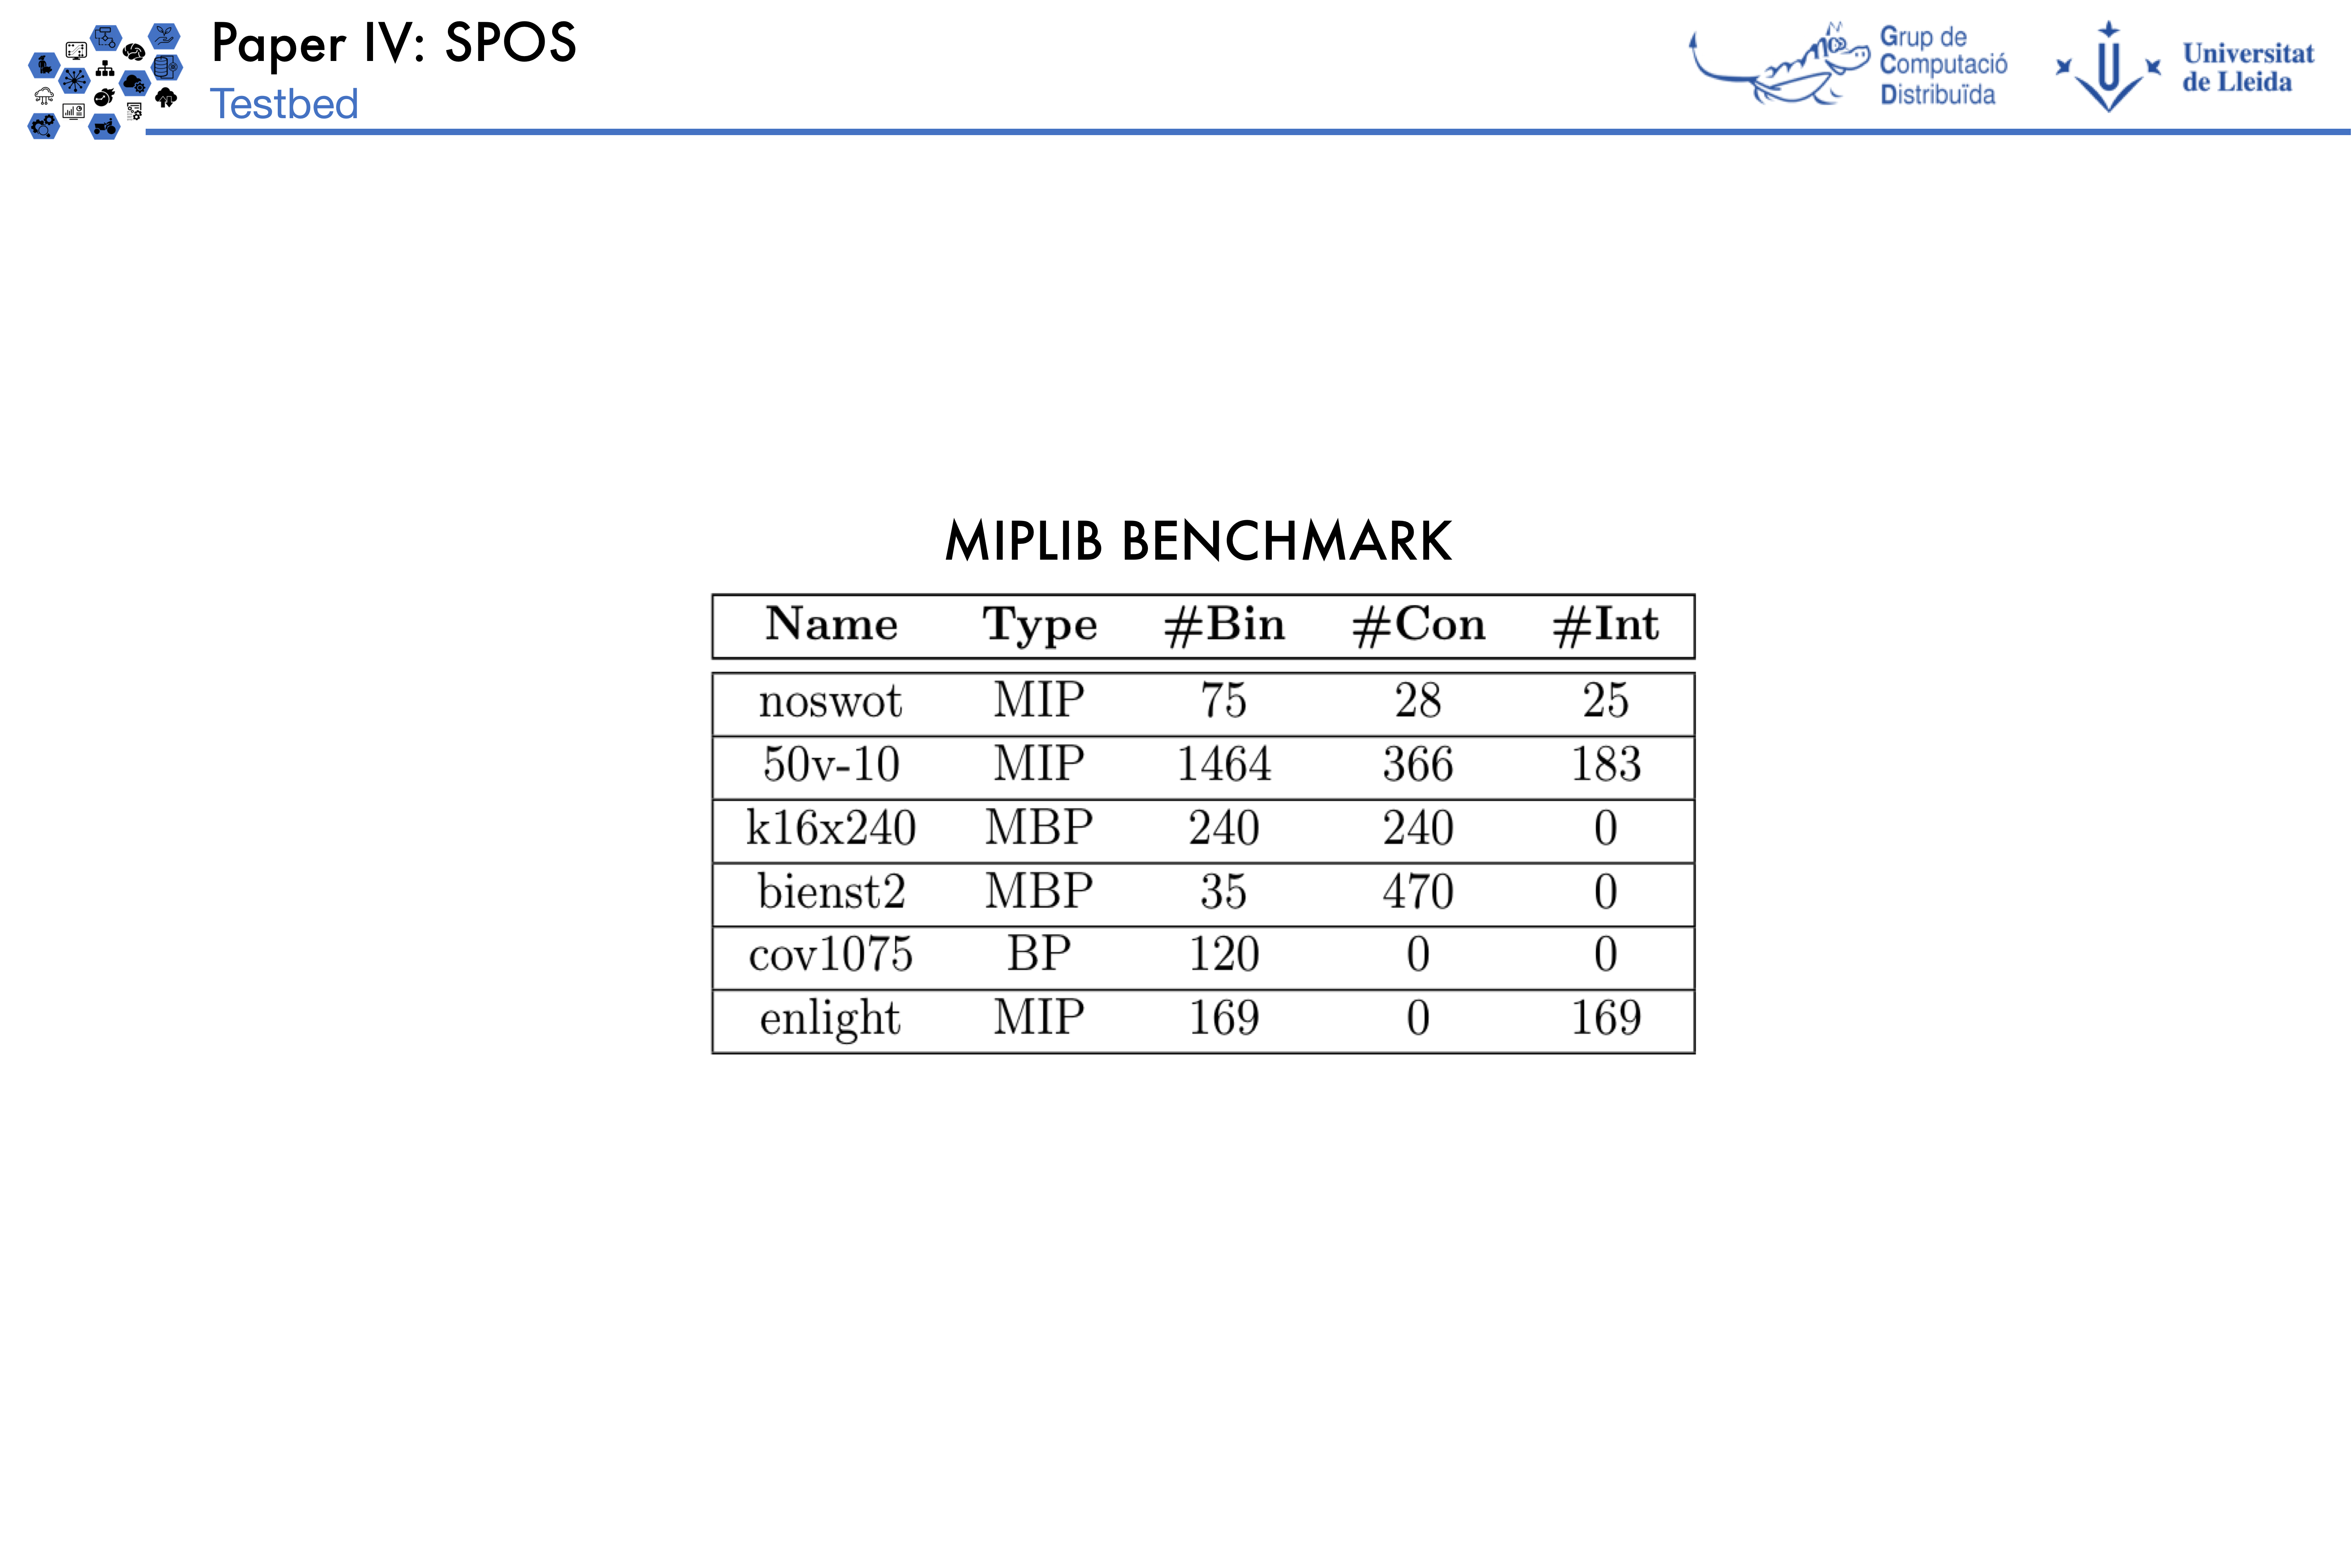 Paper IV: SPOS
Testbed
Grup de
Computació
Distribuïda
Universitat
de Lleida
MIPLIB BENCHMARK
Name Type #Bin #Con #Int
noswot MIP 75 28 25
50v-10 MIP 1464 366 183
k16x240 MBP 240 240 0
bienst2 MBP 35 470 0
cov1075 BP 120 0 0
enlight MIP 169 0 169